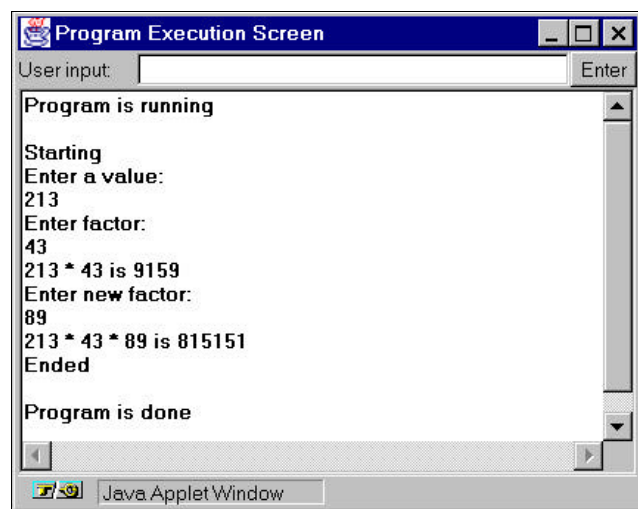 Program Execution Screen
User input: Enter
Program is running
Starting
Enter a value:
213
Enter factor:
43
213 * 43 is 9159
Enter new factor:
89
213 * 43 * 89 is 815151
Ended
Program is done
Java Applet Window